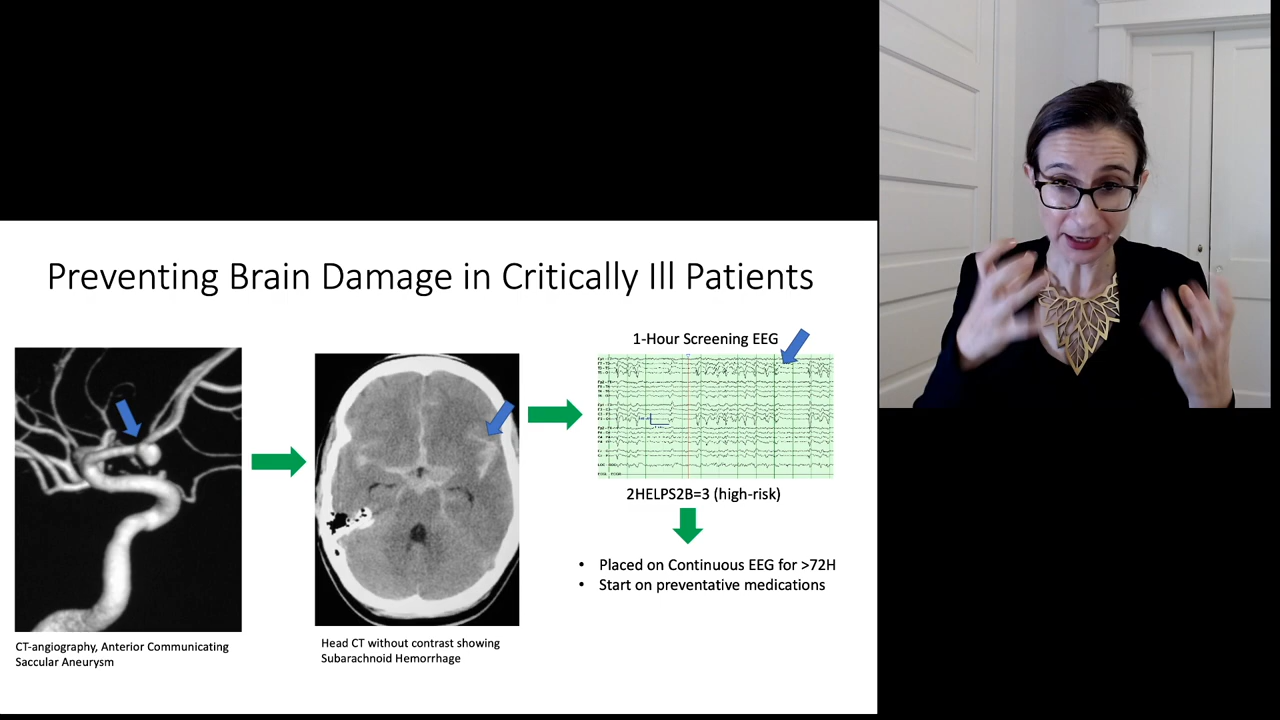 Preventing Brain Damage in Critically Ill Patients
1-Hour Screening EEG
2HELPS2B=3 (high-risk)
• Placed on Continuous EEG for >72H
• Start on preventative medications
CT-angiography, Anterior Communicating
Saccular Aneurysm
Head CT without contrast showing
Subarachnoid Hemorrhage